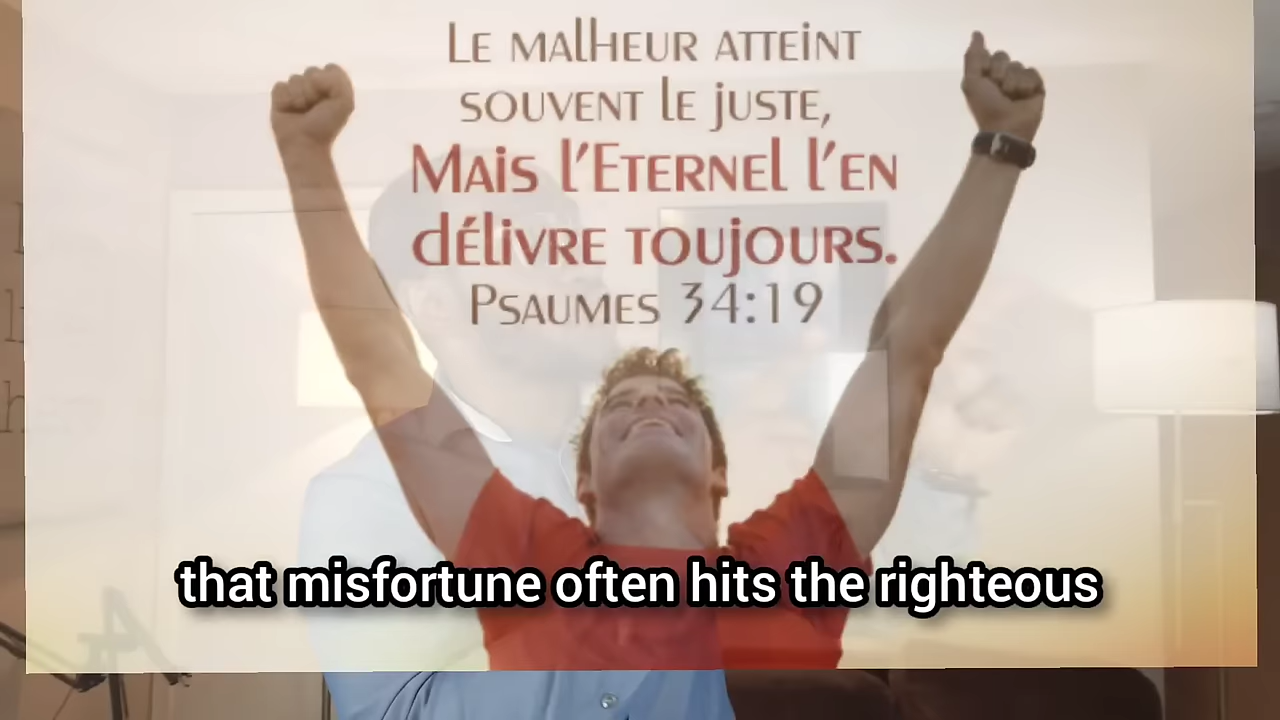 Le malheur atteint
souvent le juste,
Mais l'Eternel l'en
délivre toujours.
Psaumes 34:19
that misfortune often hits the righteous